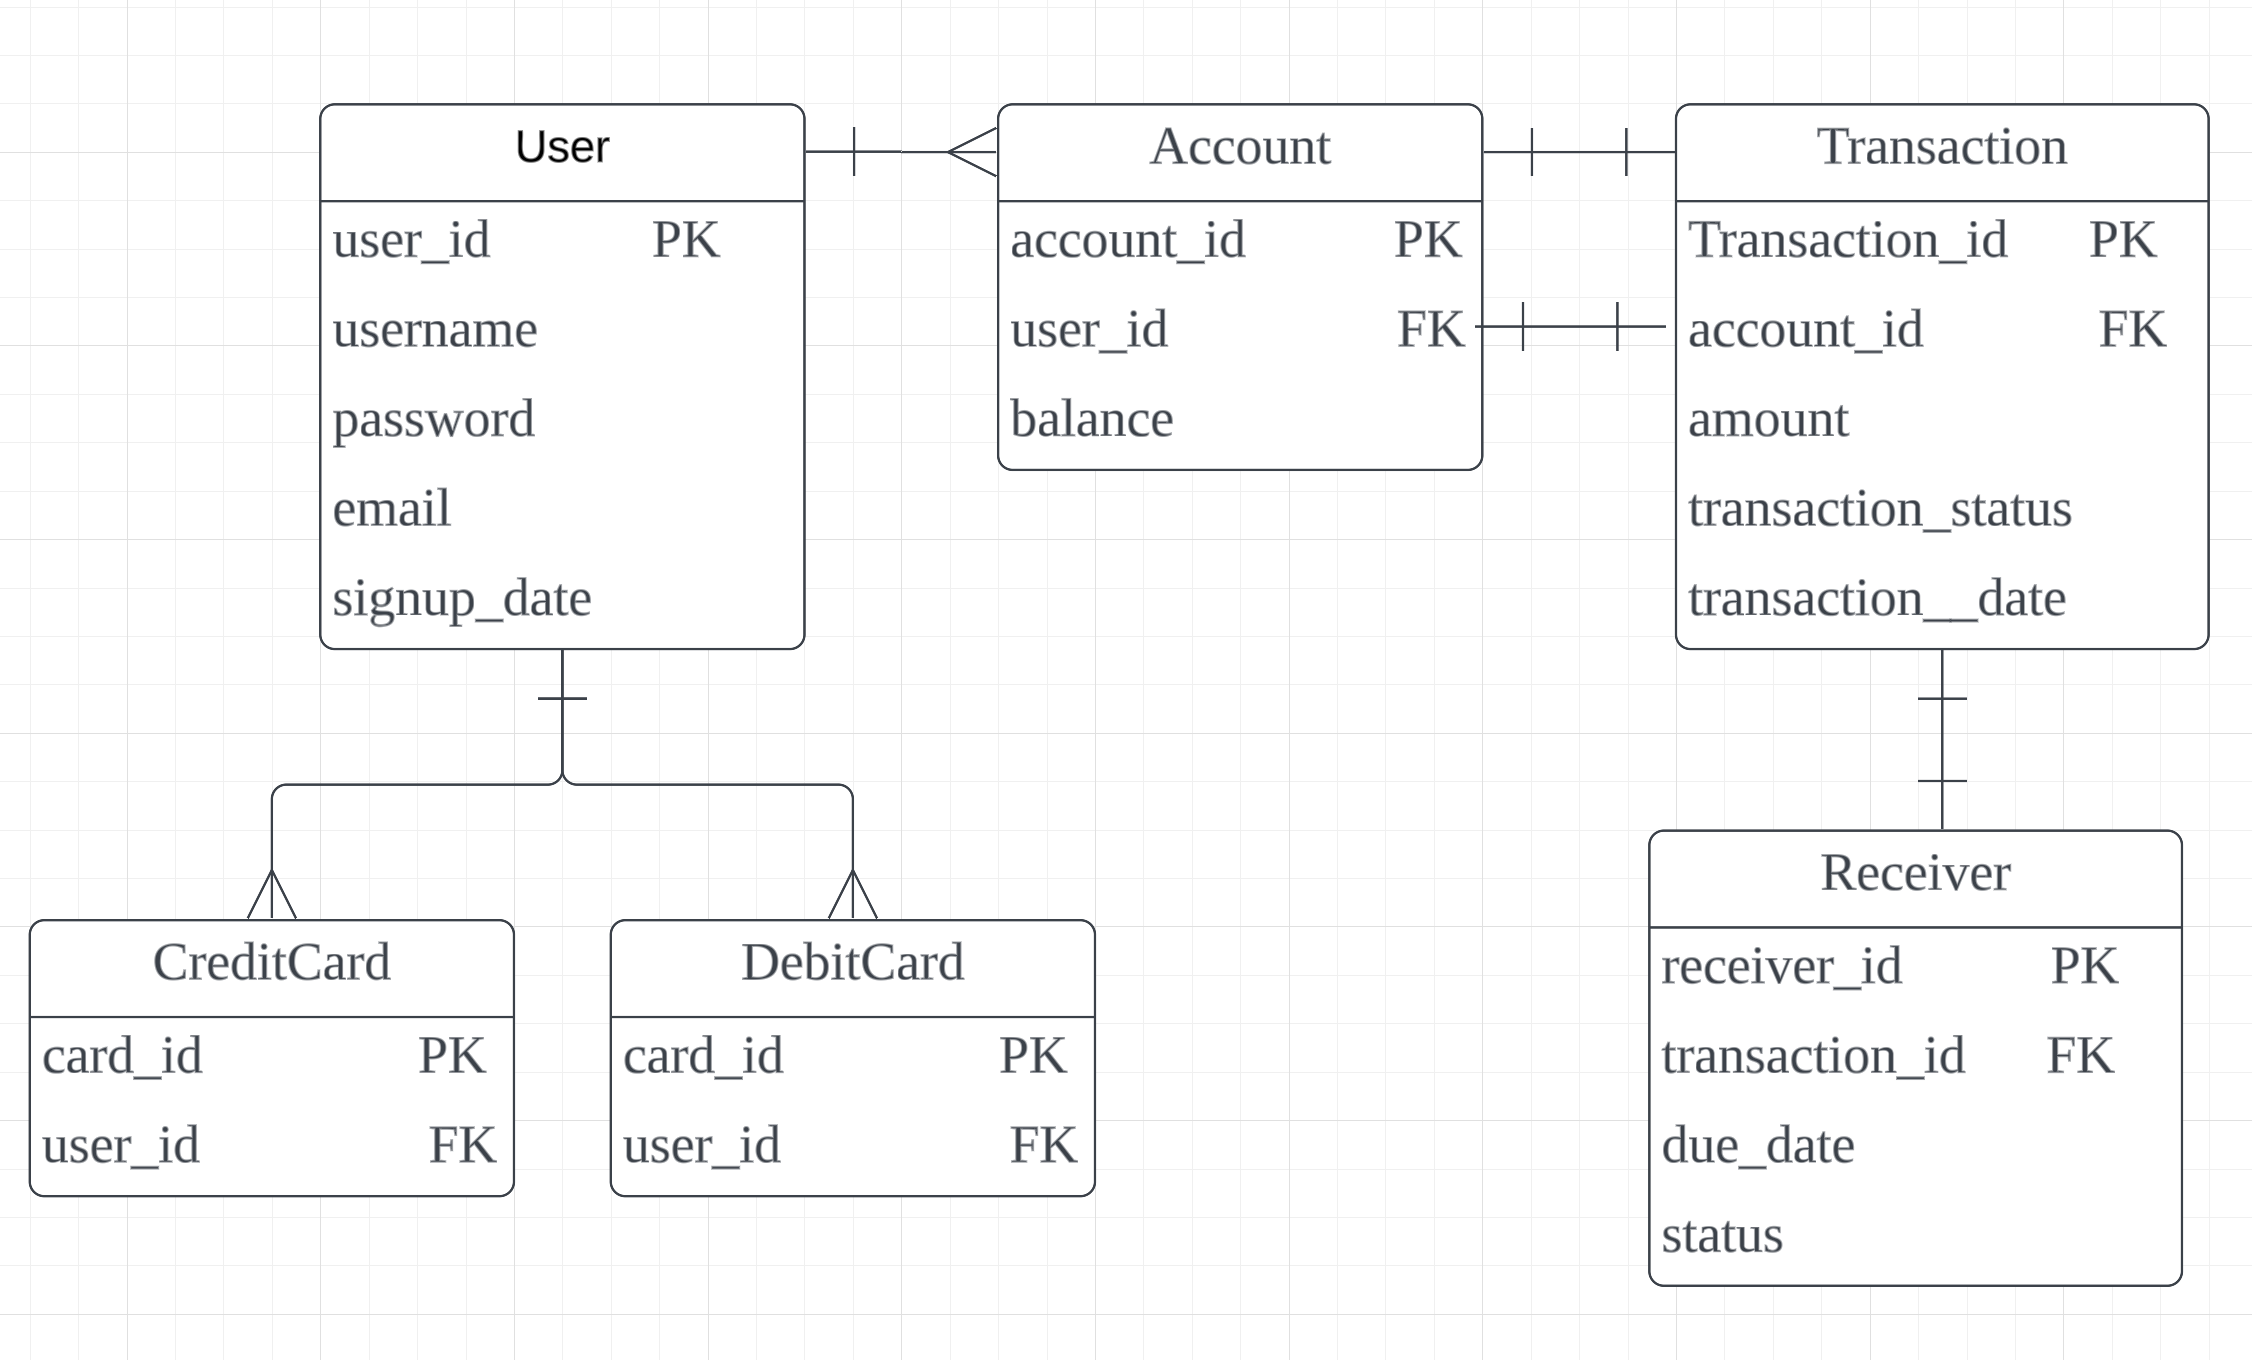 User
user_id PK
username
password
email
signup_date
Account
account_id PK
user_id FK
balance
Transaction
Transaction_id PK
account_id FK
amount
transaction_status
transaction__date
CreditCard
card_id PK
user_id FK
DebitCard
card_id PK
user_id FK
Receiver
receiver_id PK
transaction_id FK
due_date
status